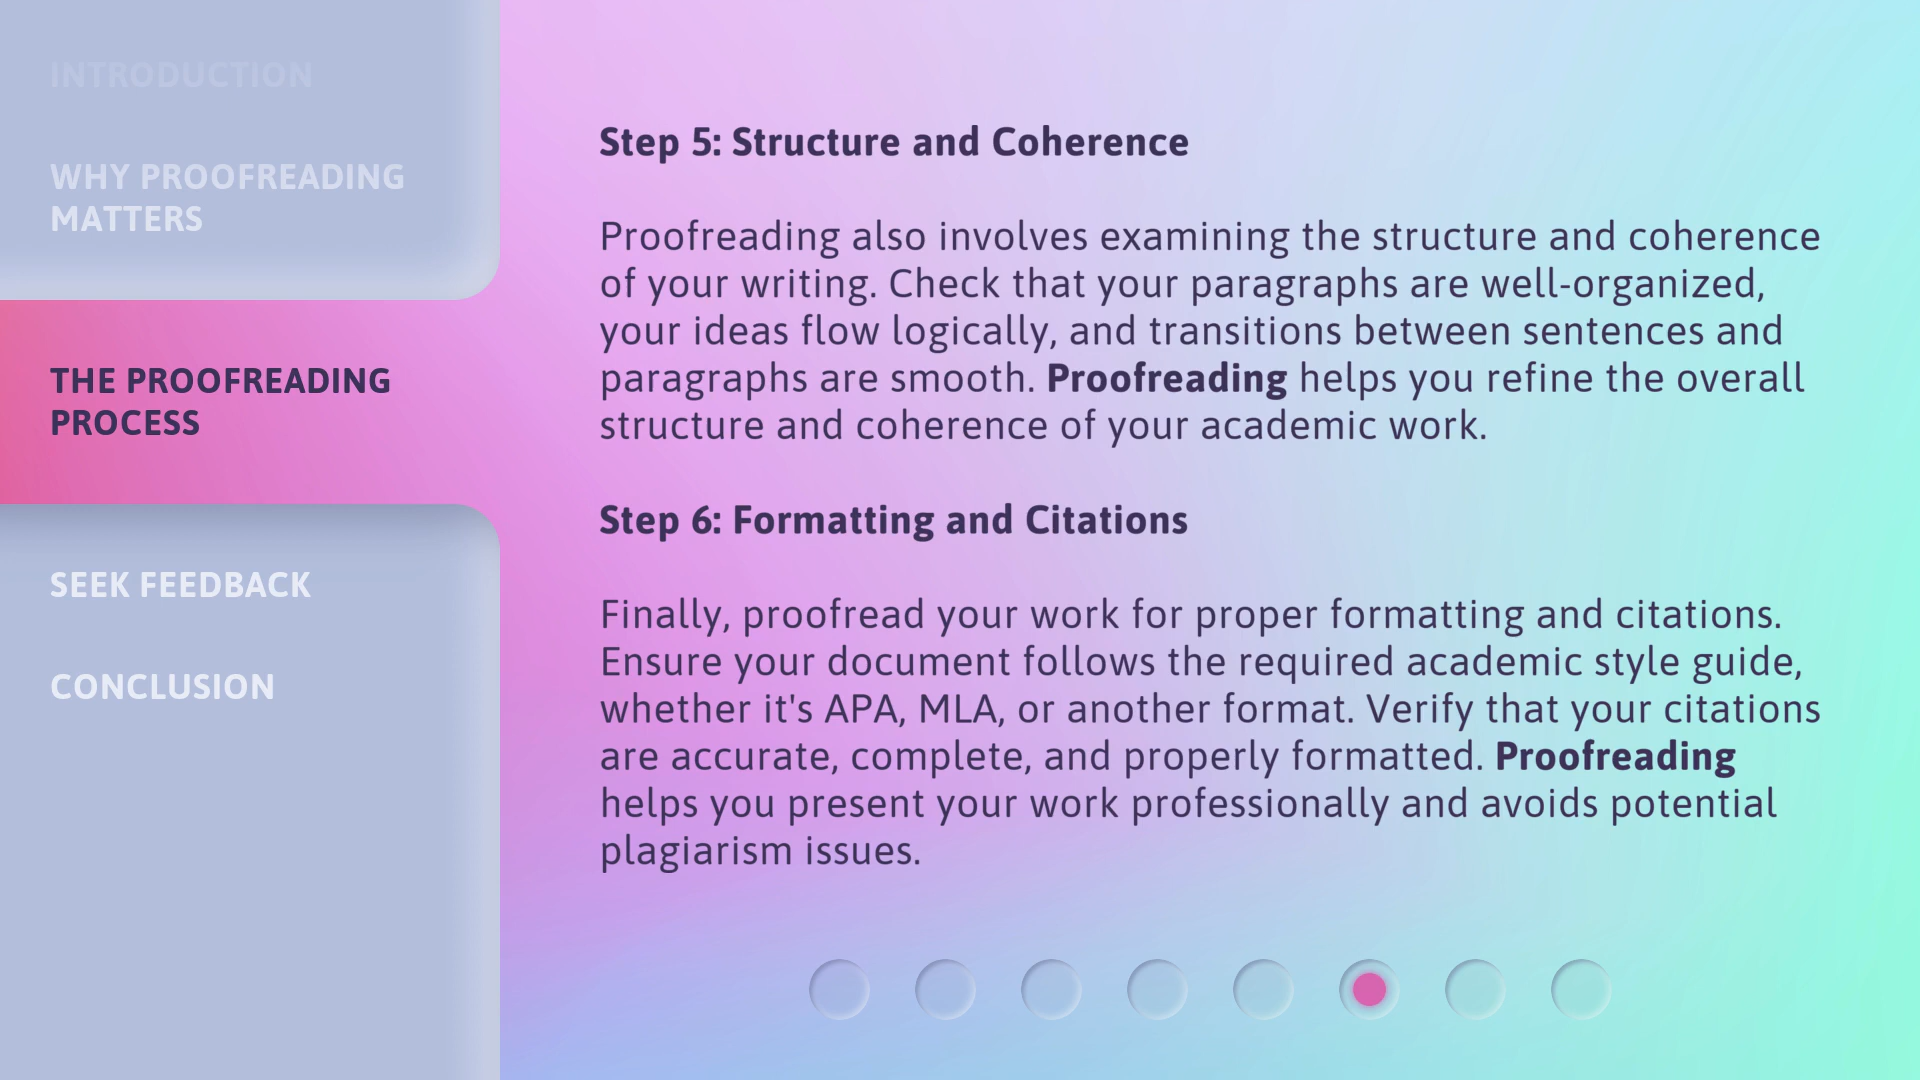 INTRODUCTION
WHY PROOFREADING
MATTERS
THE PROOFREADING
PROCESS
SEEK FEEDBACK
CONCLUSION
Step 5: Structure and Coherence
Proofreading also involves examining the structure and coherence
of your writing. Check that your paragraphs are well-organized,
your ideas flow logically, and transitions between sentences and
paragraphs are smooth. Proofreading helps you refine the overall
structure and coherence of your academic work.
Step 6: Formatting and Citations
Finally, proofread your work for proper formatting and citations.
Ensure your document follows the required academic style guide,
whether it's APA, MLA, or another format. Verify that your citations
are accurate, complete, and properly formatted. Proofreading
helps you present your work professionally and avoids potential
plagiarism issues.